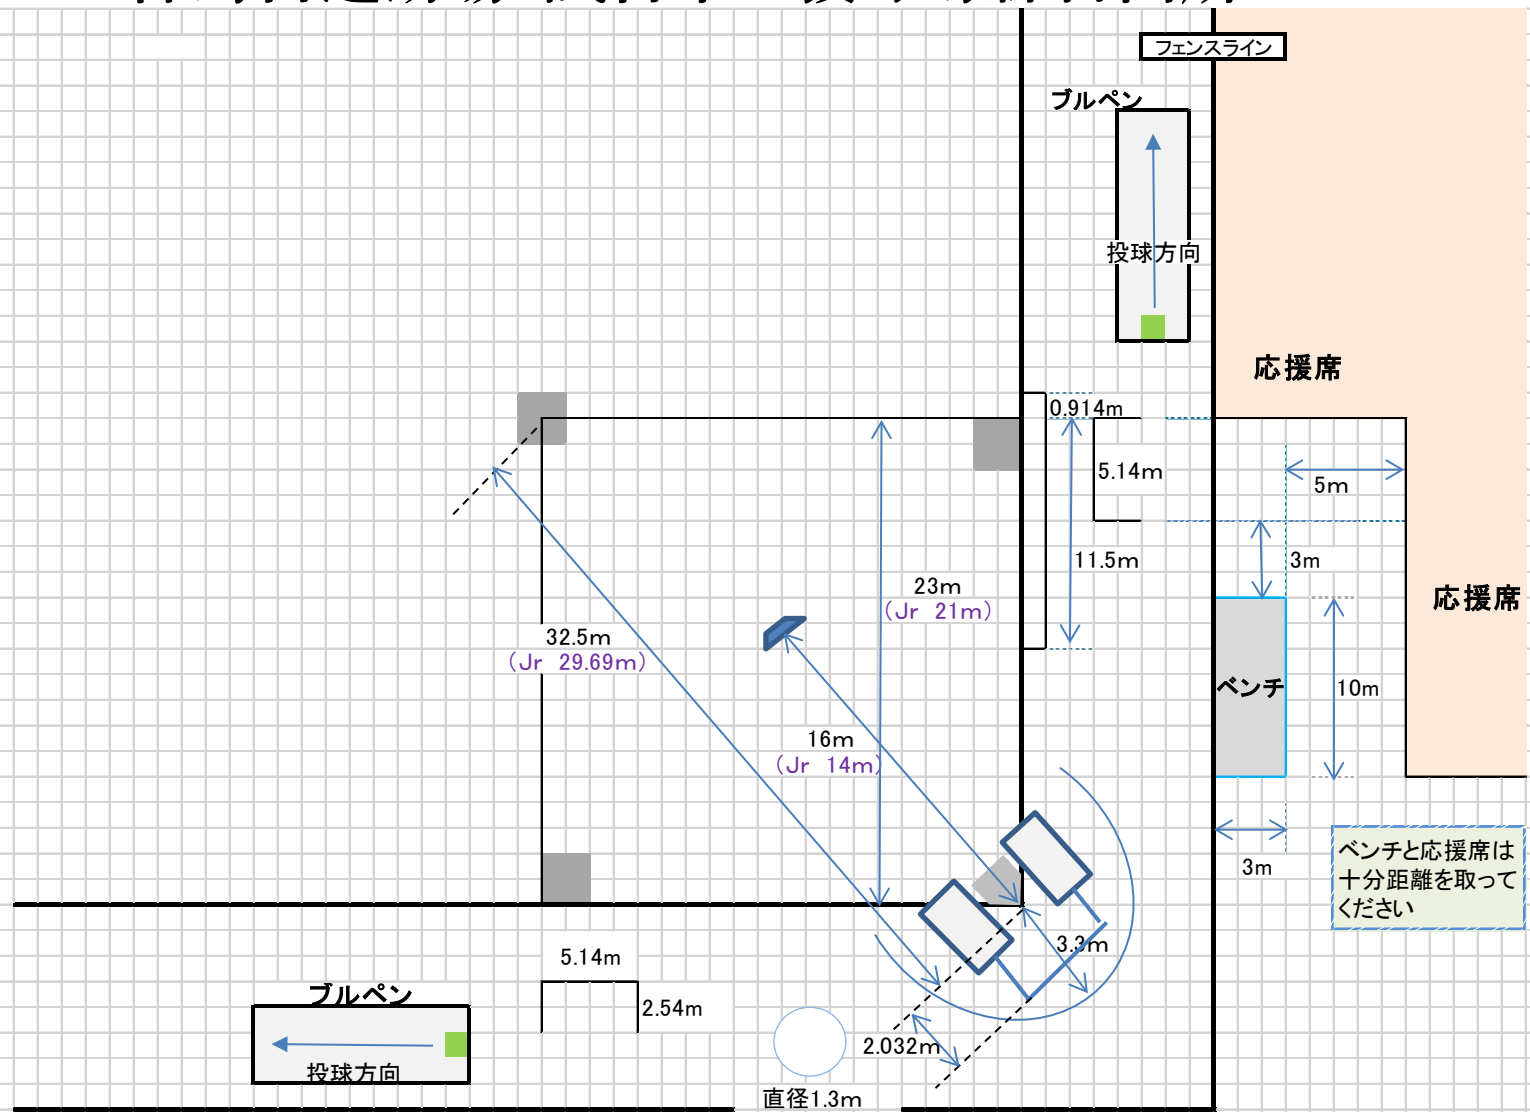 フェンスライン
ブルペン
投球方向
応援席
0.914m
5.14m
5m
11.5m
3m
23m
(Jr 21m)
応援席
32.5m
(Jr 29.69m)
ベンチ
10m
16m
(Jr 14m)
3m
ベンチと応援席は
十分距離を取って
ください
3.3m
5.14m
ブルペン
2.54m
2.032m
投球方向
直径1.3m